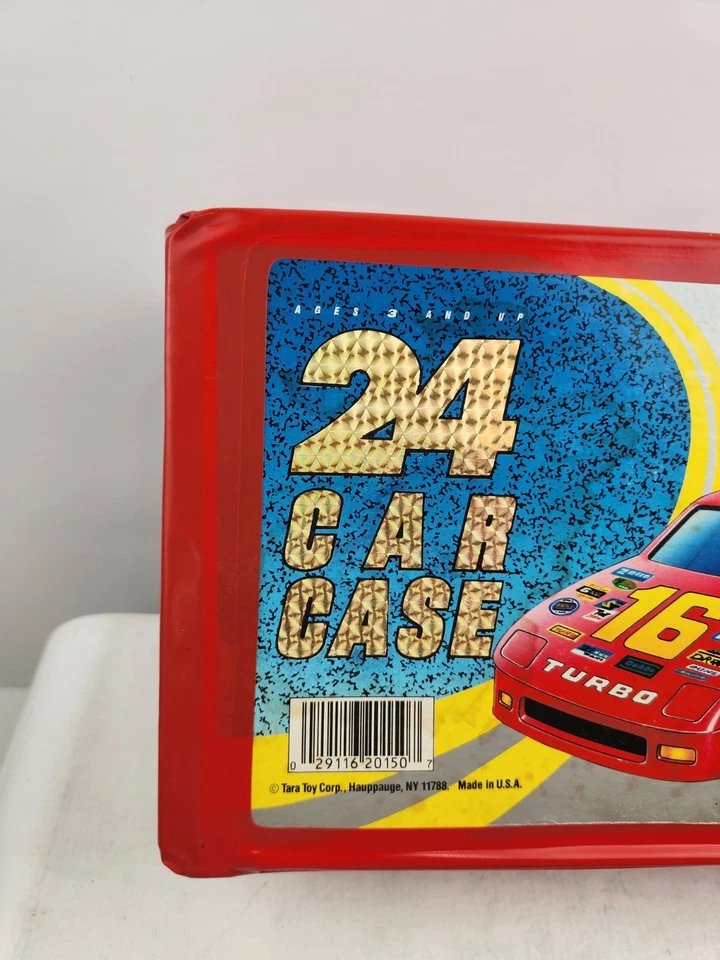 AGES 3 AND UP
24
CAR
CASE
16
TURBO
0 29116 20150 7
© Tara Toy Corp., Hauppauge, NY 11788. Made in U.S.A.